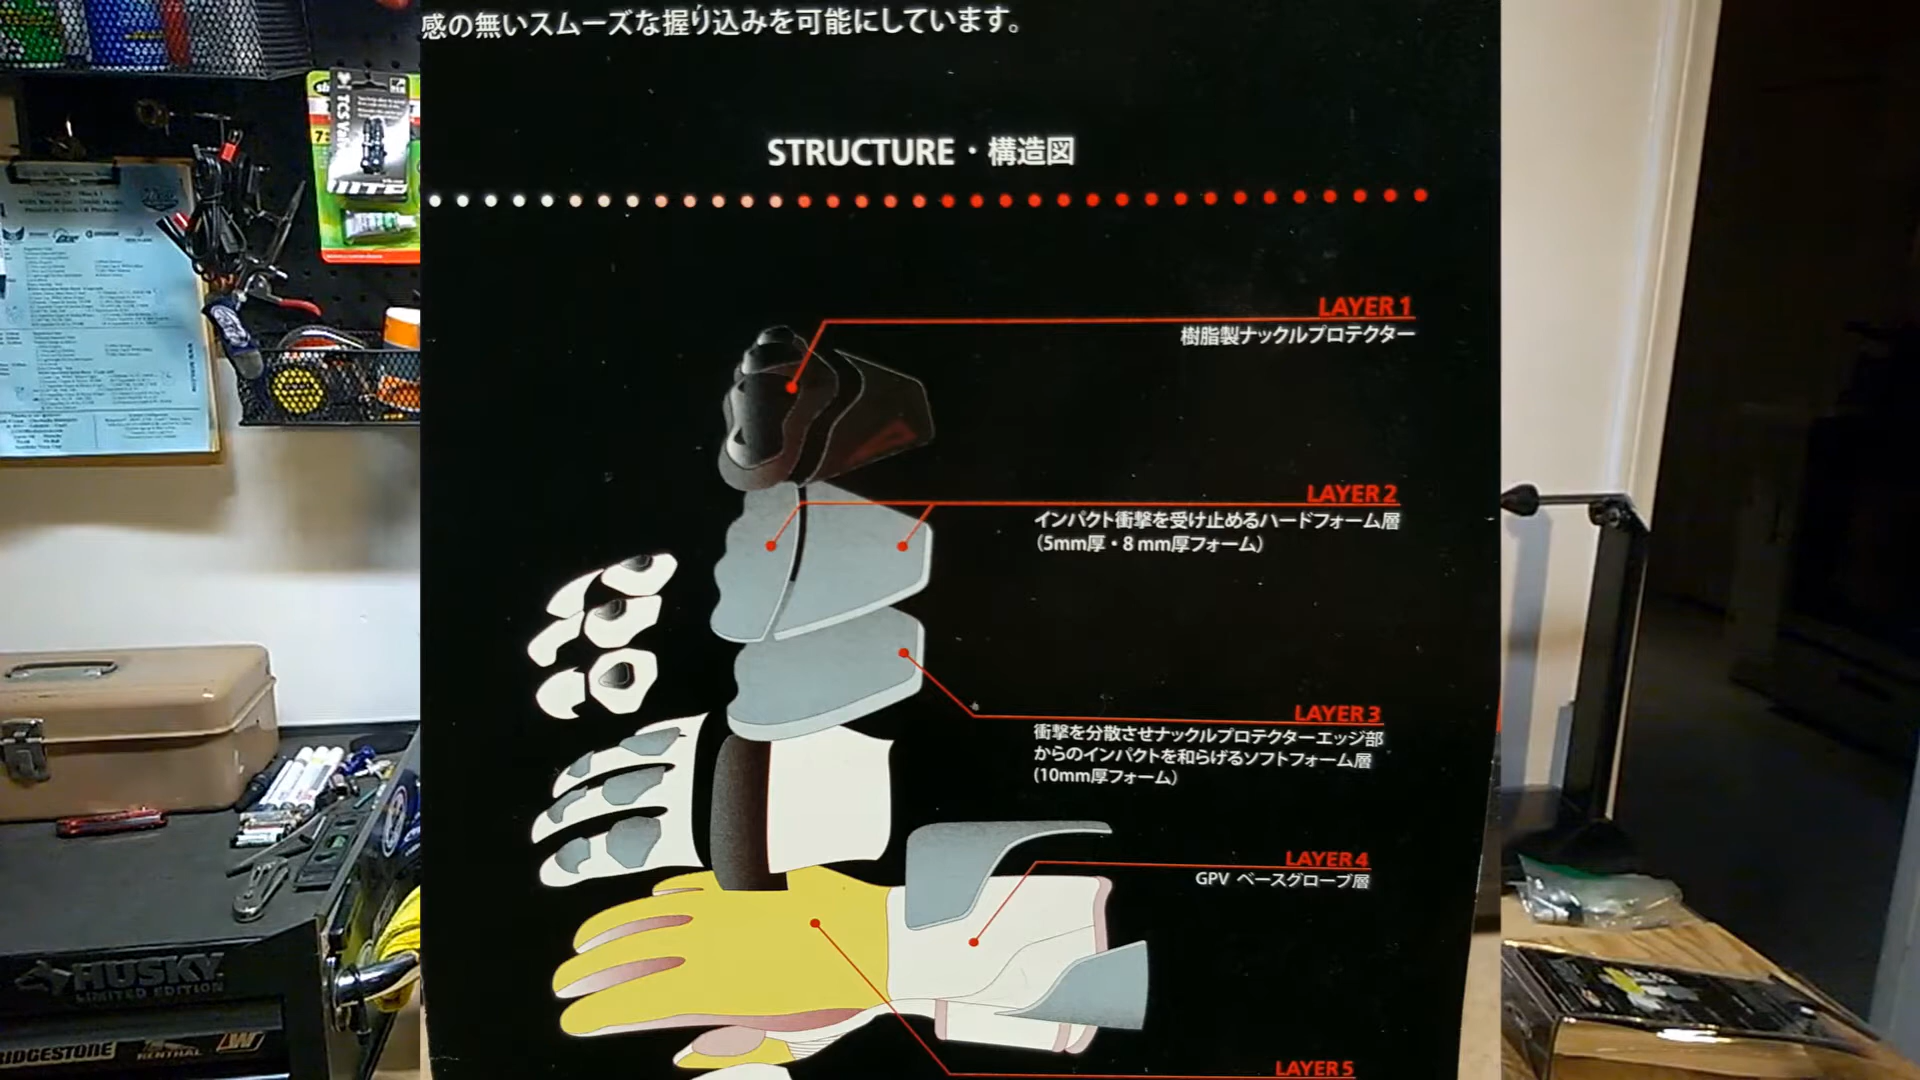 感の無いスムーズな握り込みを可能にしています。
STRUCTURE・構造図
LAYER 1
樹脂製ナックルプロテクター
LAYER 2
インパクト衝撃を受け止めるハードフォーム層
（5mm厚・8 mm厚フォーム）
LAYER 3
衝撃を分散させナックルプロテクターエッジ部
からのインパクトを和らげるソフトフォーム層
(10mm厚フォーム)
LAYER 4
GPV ベースグローブ層
LAYER 5
HUSKY
LIMITED EDITION
RIDGESTONE
RENTHAL